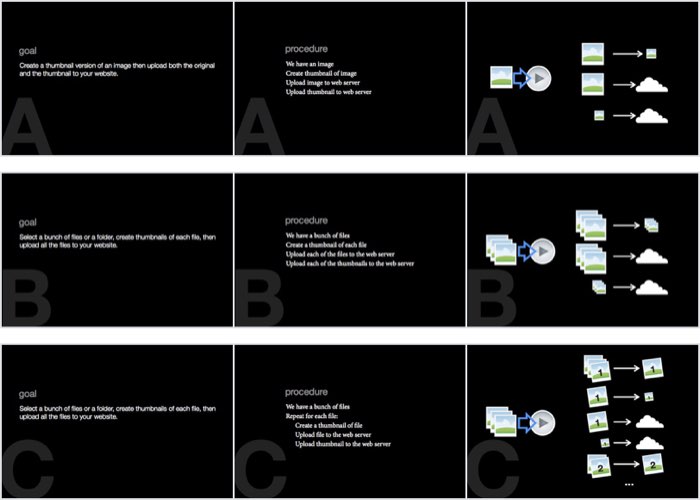 goal
Create a thumbnail version of an image then upload both the original
and the thumbnail to your website.
A
procedure
We have an image
Create thumbnail of image
Upload image to web server
Upload thumbnail to web server
A
A
goal
Select a bunch of files or a folder, create thumbnails of each file, then
upload all the files to your website.
B
procedure
We have a bunch of files
Create a thumbnail of each file
Upload each of the files to the web server
Upload each of the thumbnails to the web server
B
B
goal
Select a bunch of files or a folder, create thumbnails of each file, then
upload all the files to your website.
C
procedure
We have a bunch of files
Repeat for each file:
Create a thumbnail of file
Upload file to the web server
Upload thumbnail to the web server
C
1
1
1
1
1
1
2
2
...
C